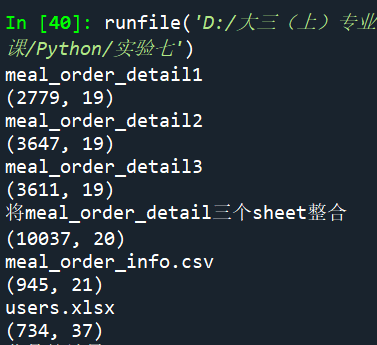 In [40]: runfile('D:/大三（上）专业
课/Python/实验七')
meal_order_detail1
(2779, 19)
meal_order_detail2
(3647, 19)
meal_order_detail3
(3611, 19)
将meal_order_detail三个sheet整合
(10037, 20)
meal_order_info.csv
(945, 21)
users.xlsx
(734, 37)